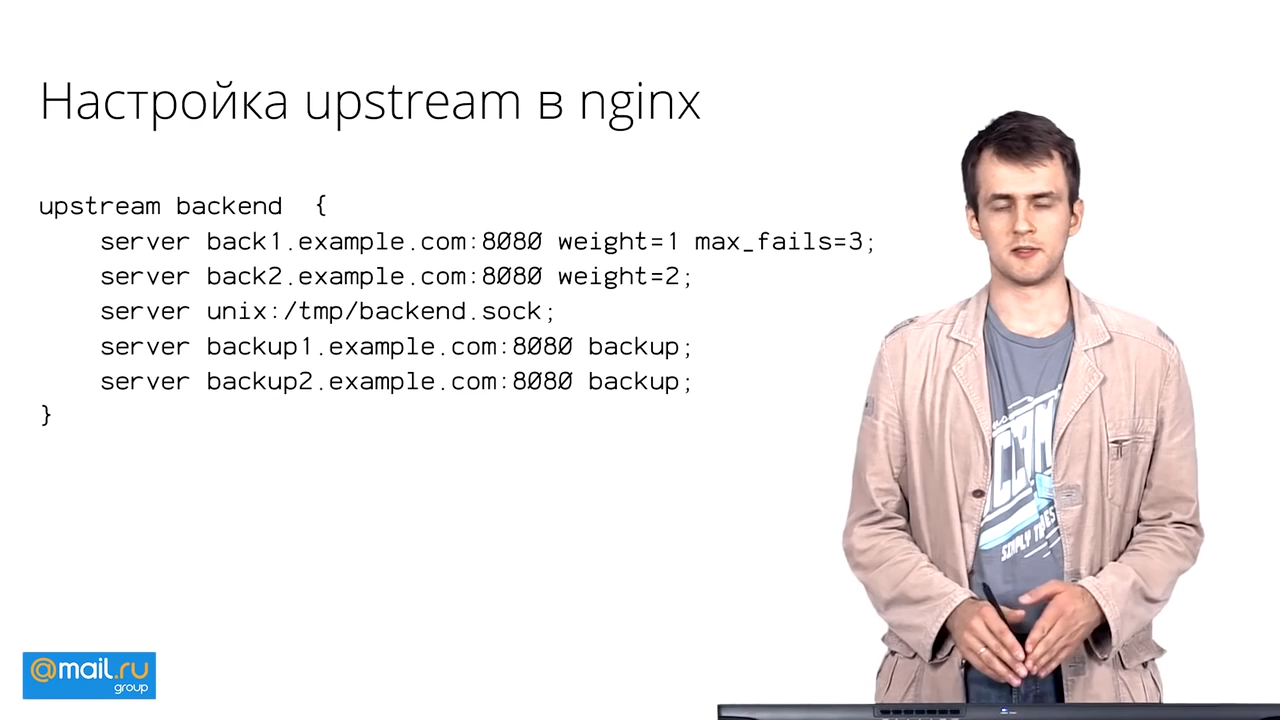 Настройка upstream в nginx
upstream backend {
server back1.example.com:8080 weight=1 max_fails=3;
server back2.example.com:8080 weight=2;
server unix:/tmp/backend.sock;
server backup1.example.com:8080 backup;
server backup2.example.com:8080 backup;
}
@mail.ru
group
SIMPLY